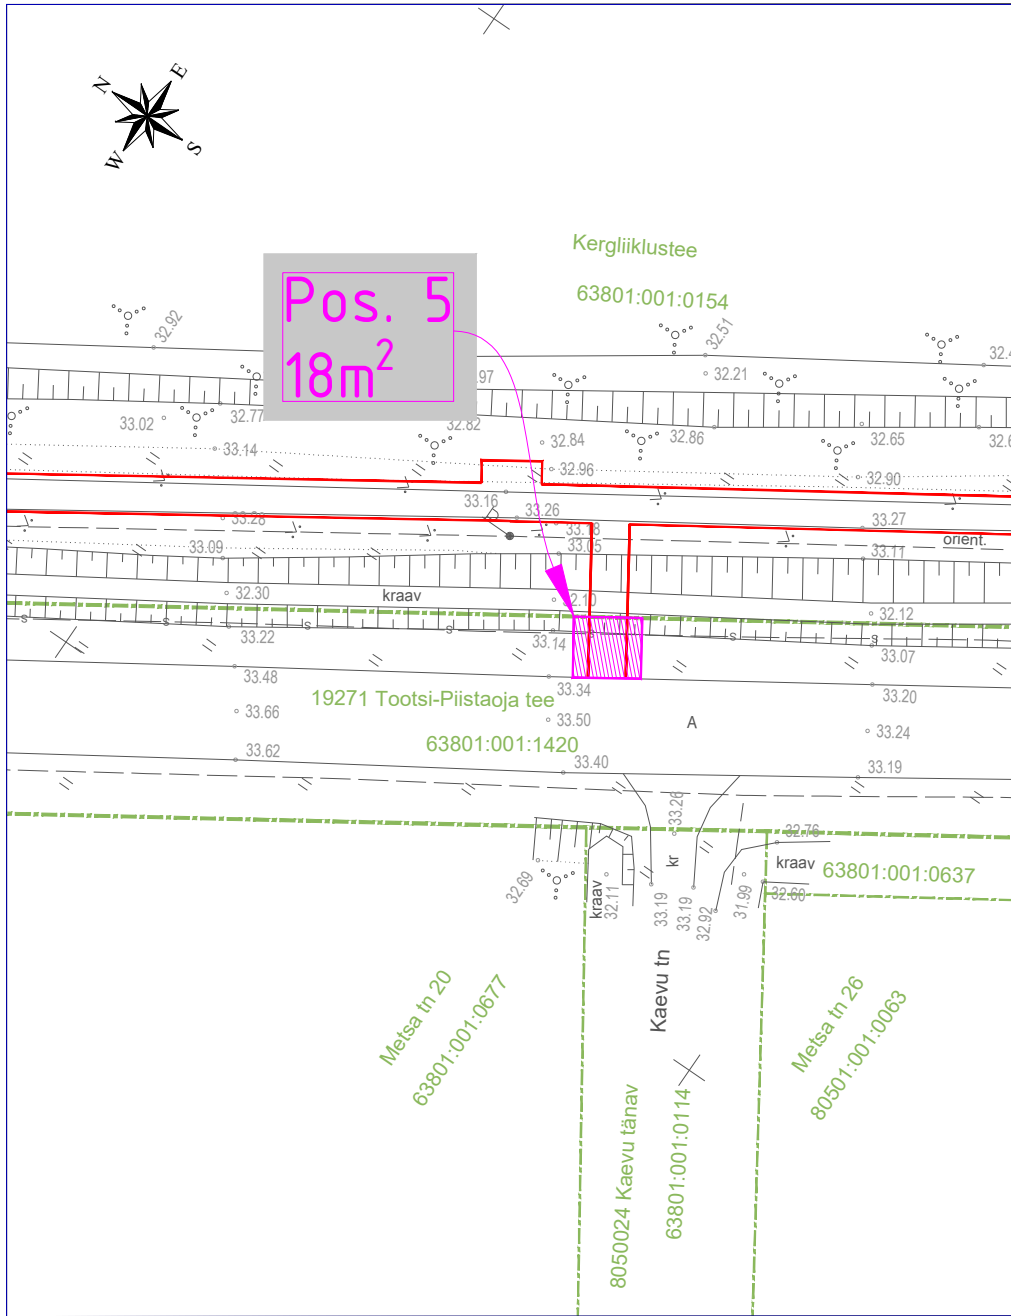 N
E
W
S
Kergliiklustee
63801:001:0154
Pos. 5
18m²
32.92
32.51
32.21
.97
32.77
33.02
32.82
32.84
32.86
32.65
33.14
32.96
32.90
33.16
33.26
33.28
33.18
33.27
orient.
33.09
33.05
33.11
32.30
kraav
32.10
32.12
s
s
s
s
s
33.22
33.14
33.07
33.48
33.34
33.20
19271 Tootsi-Piistaoja tee
33.66
33.50
A
33.24
63801:001:1420
33.62
33.40
33.19
33.26
32.76
kraav
63801:001:0637
kr
32.69
kraav
32.11
33.19
33.19
32.92
31.99
32.60
Kaevu tn
Metsa tn 20
63801:001:0677
Metsa tn 26
80501:001:0063
8050024 Kaevu tänav
63801:001:0114